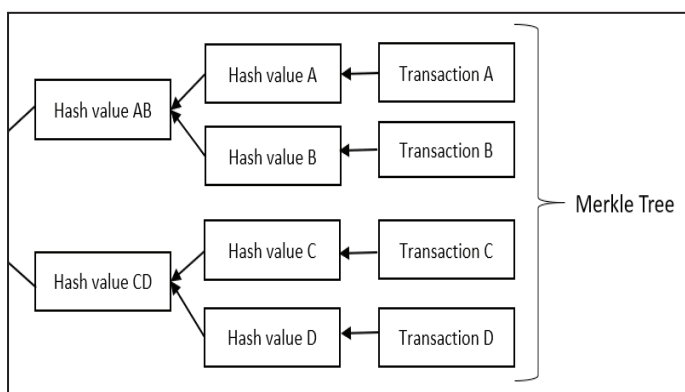 Hash value A
Transaction A
Hash value AB
Hash value B
Transaction B
Merkle Tree
Hash value C
Transaction C
Hash value CD
Hash value D
Transaction D